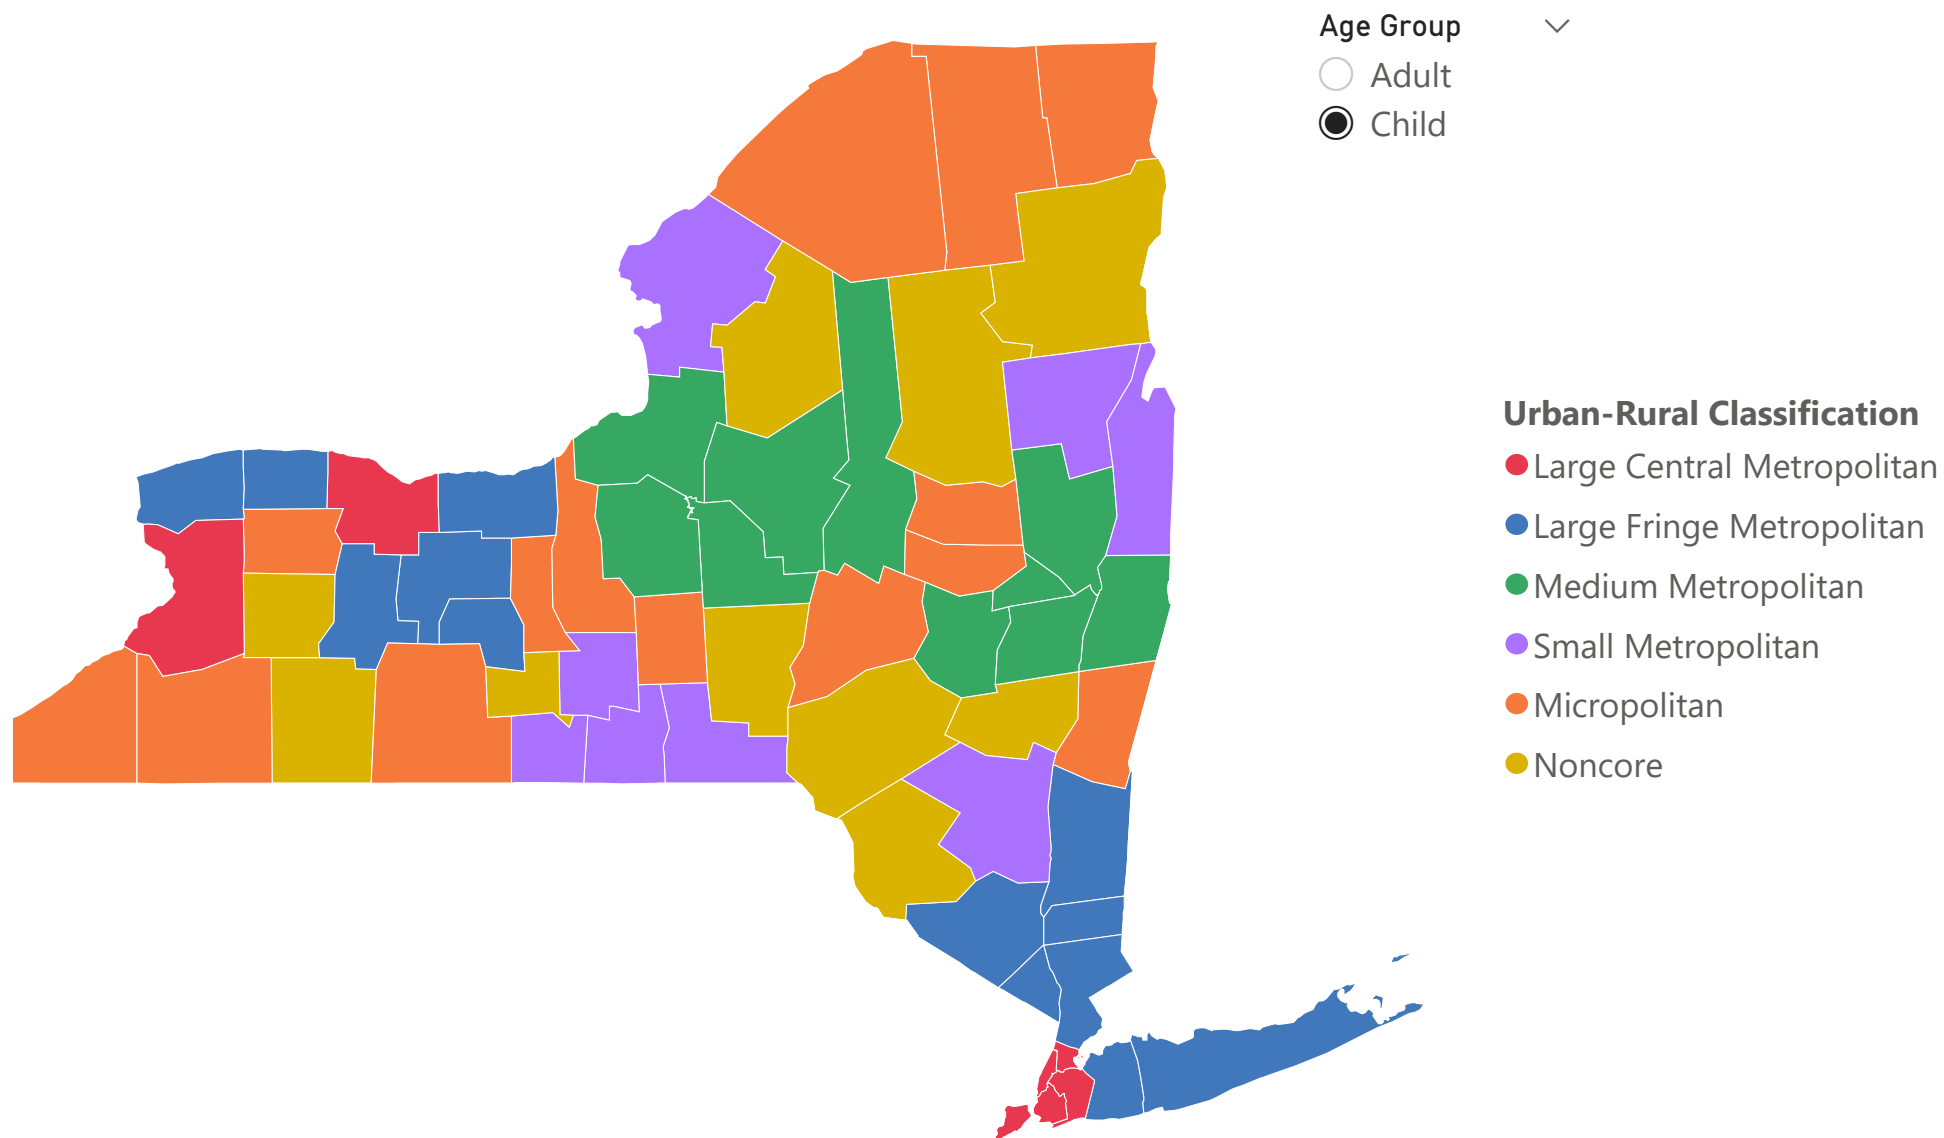 Age Group
Adult
Child
Urban-Rural Classification
Large Central Metropolitan
Large Fringe Metropolitan
Medium Metropolitan
Small Metropolitan
Micropolitan
Noncore